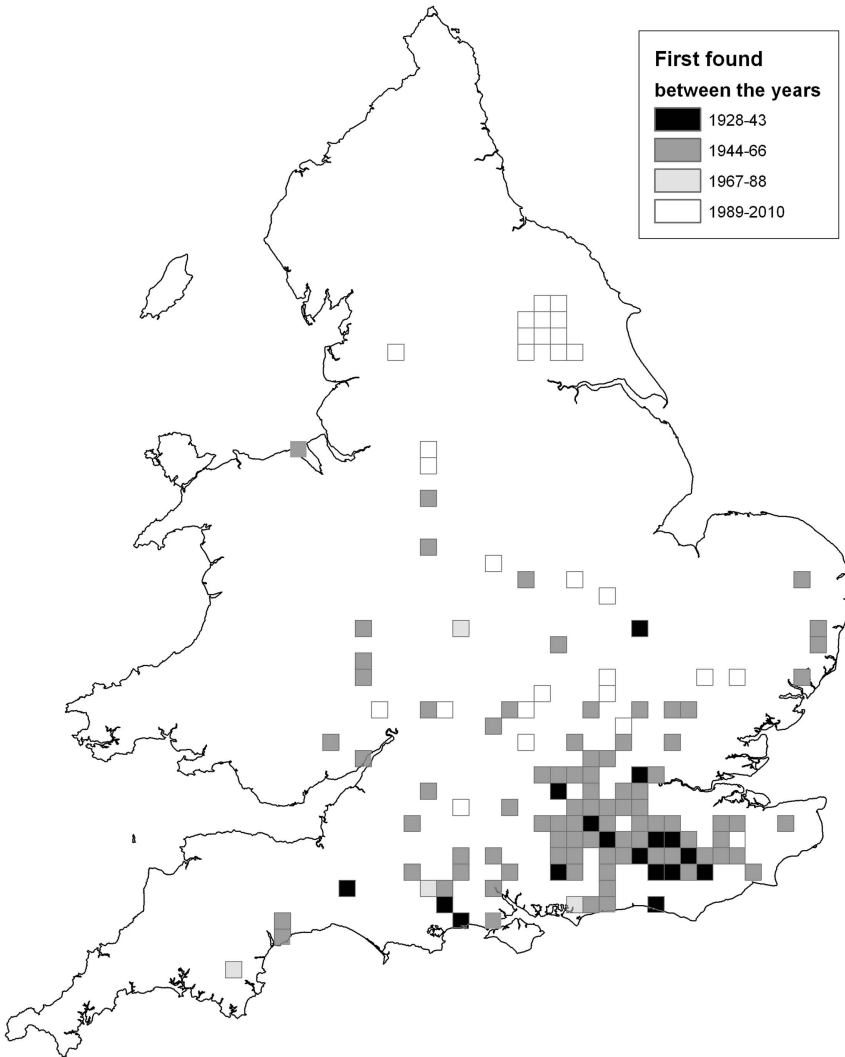 First found
between the years
1928-43
1944-66
1967-88
1989-2010